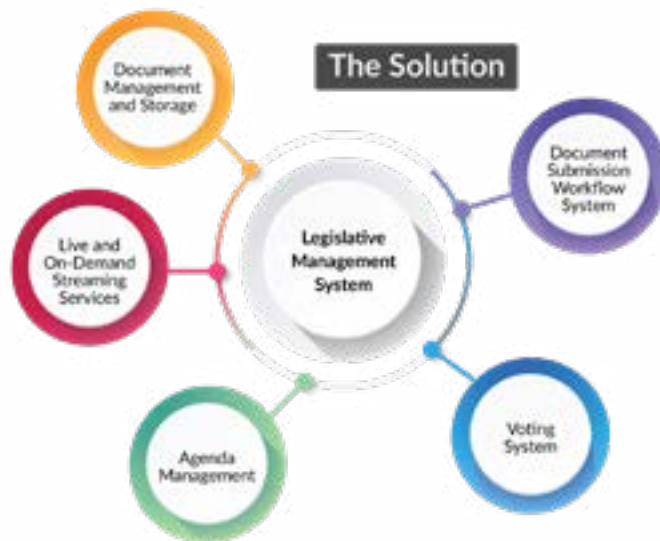 The Solution
Document
Management
and Storage
Document
Submission
Workflow
System
Live and
On-Demand
Streaming
Services
Legislative
Management
System
Agenda
Management
Voting
System